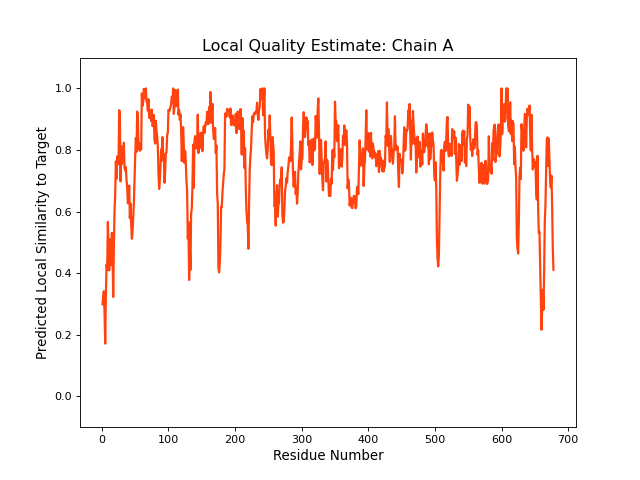 Local Quality Estimate: Chain A
Predicted Local Similarity to Target
1.0
0.8
0.6
0.4
0.2
0.0
0 100 200 300 400 500 600 700
Residue Number